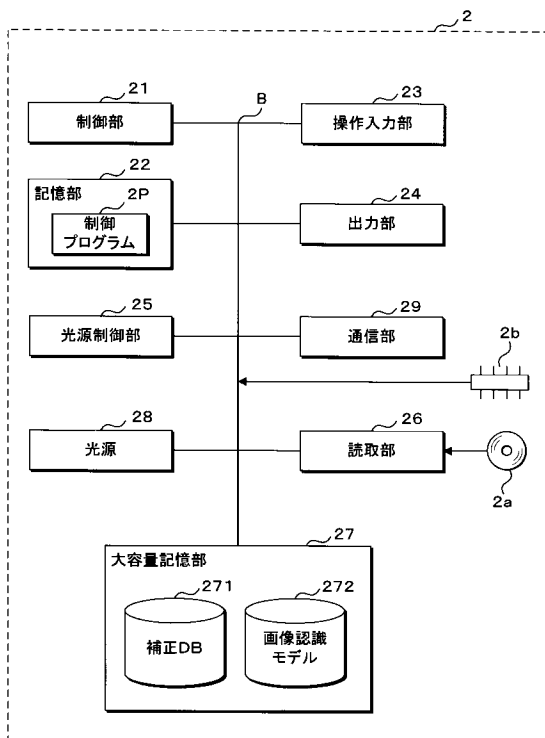 2
21
制御部
B
23
操作入力部
22
記憶部
2P
制御
プログラム
24
出力部
25
光源制御部
29
通信部
2b
28
光源
26
読取部
2a
27
大容量記憶部
271
補正DB
272
画像認識
モデル